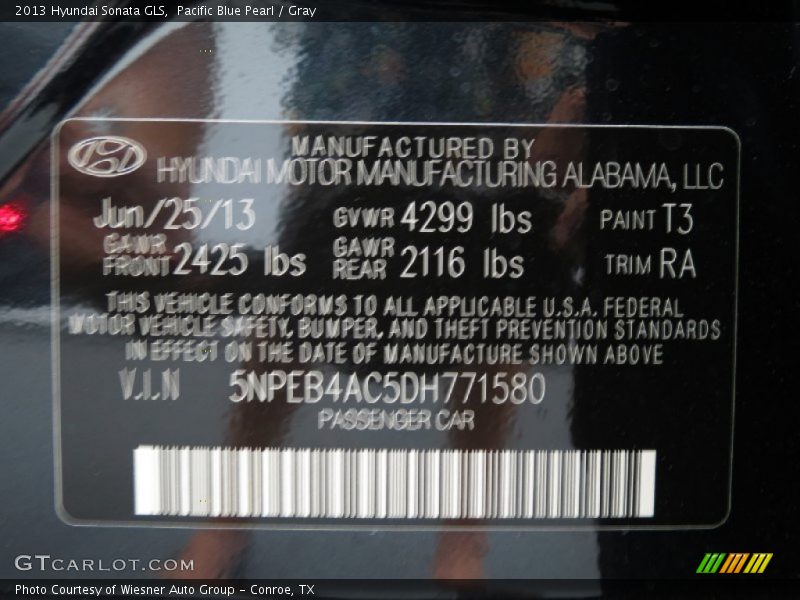 2013 Hyundai Sonata GLS, Pacific Blue Pearl / Gray
MANUFACTURED BY
HYUNDAI MOTOR MANUFACTURING ALABAMA, LLC
Jun/25/13 GVWR 4299 lbs PAINT T3
GAWR FRONT 2425 lbs GAWR REAR 2116 lbs TRIM RA
THIS VEHICLE CONFORMS TO ALL APPLICABLE U.S.A. FEDERAL
MOTOR VEHICLE SAFETY, BUMPER, AND THEFT PREVENTION STANDARDS
IN EFFECT ON THE DATE OF MANUFACTURE SHOWN ABOVE
V.I.N 5NPEB4AC5DH771580
PASSENGER CAR
GTCARLOT.COM
Photo Courtesy of Wiesner Auto Group - Conroe, TX